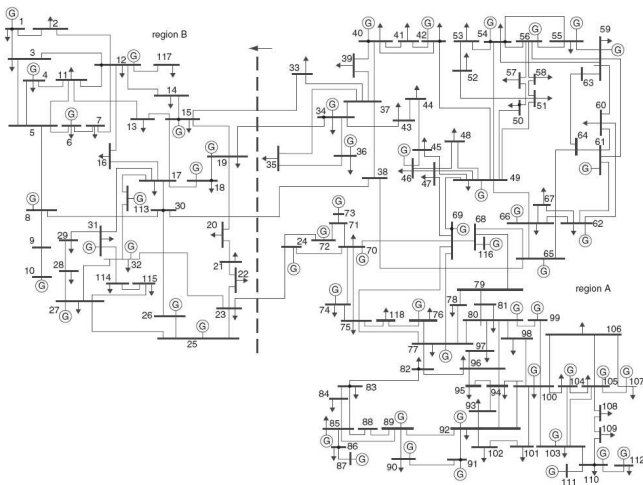 G 1 2 region B
3 12 G 117
4 G 11
14
15
5 G 6 G 7 13 G
16 17 19 G
G 18
G 113
G 8 30
31 20
9 29 G
28 G 32 21
10 G 114 115 22
G 27 G 26 G 25 23
G 40 41 42 G 53 G 54 56 G 55 G 59
39 52 57 58 63
33 50 51
37 44 60
34 G 43 64 61 G
G 36 45 48
35 G 46 47 49 G
38 67
G 66 62 G
G 73 69 G 68
24 G 72 71 70 G 65 G
G 116 G
region A
G 74 G 76 78 79
75 118 80 81 G G 99 106
77 G 98
97
82 96 G G G G
83 95 94 100 104 105 107
84 93 108
G 85 88 89 G 92 G 109
86 G 102 101 103 G G G 112
87 G 90 G 91 G G 111 110